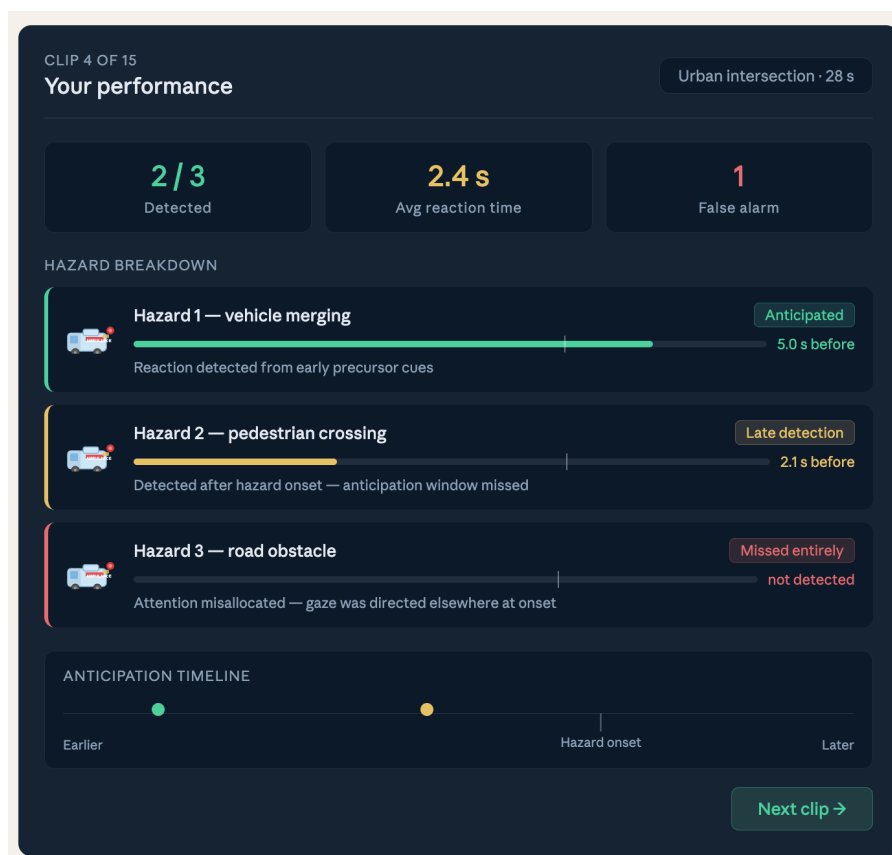 CLIP 4 OF 15
Your performance
Urban intersection · 28 s
2 / 3
Detected
2.4 s
Avg reaction time
1
False alarm
HAZARD BREAKDOWN
Hazard 1 — vehicle merging
Anticipated
5.0 s before
Reaction detected from early precursor cues
Hazard 2 — pedestrian crossing
Late detection
2.1 s before
Detected after hazard onset — anticipation window missed
Hazard 3 — road obstacle
Missed entirely
not detected
Attention misallocated — gaze was directed elsewhere at onset
ANTICIPATION TIMELINE
Earlier
Hazard onset
Later
Next clip →